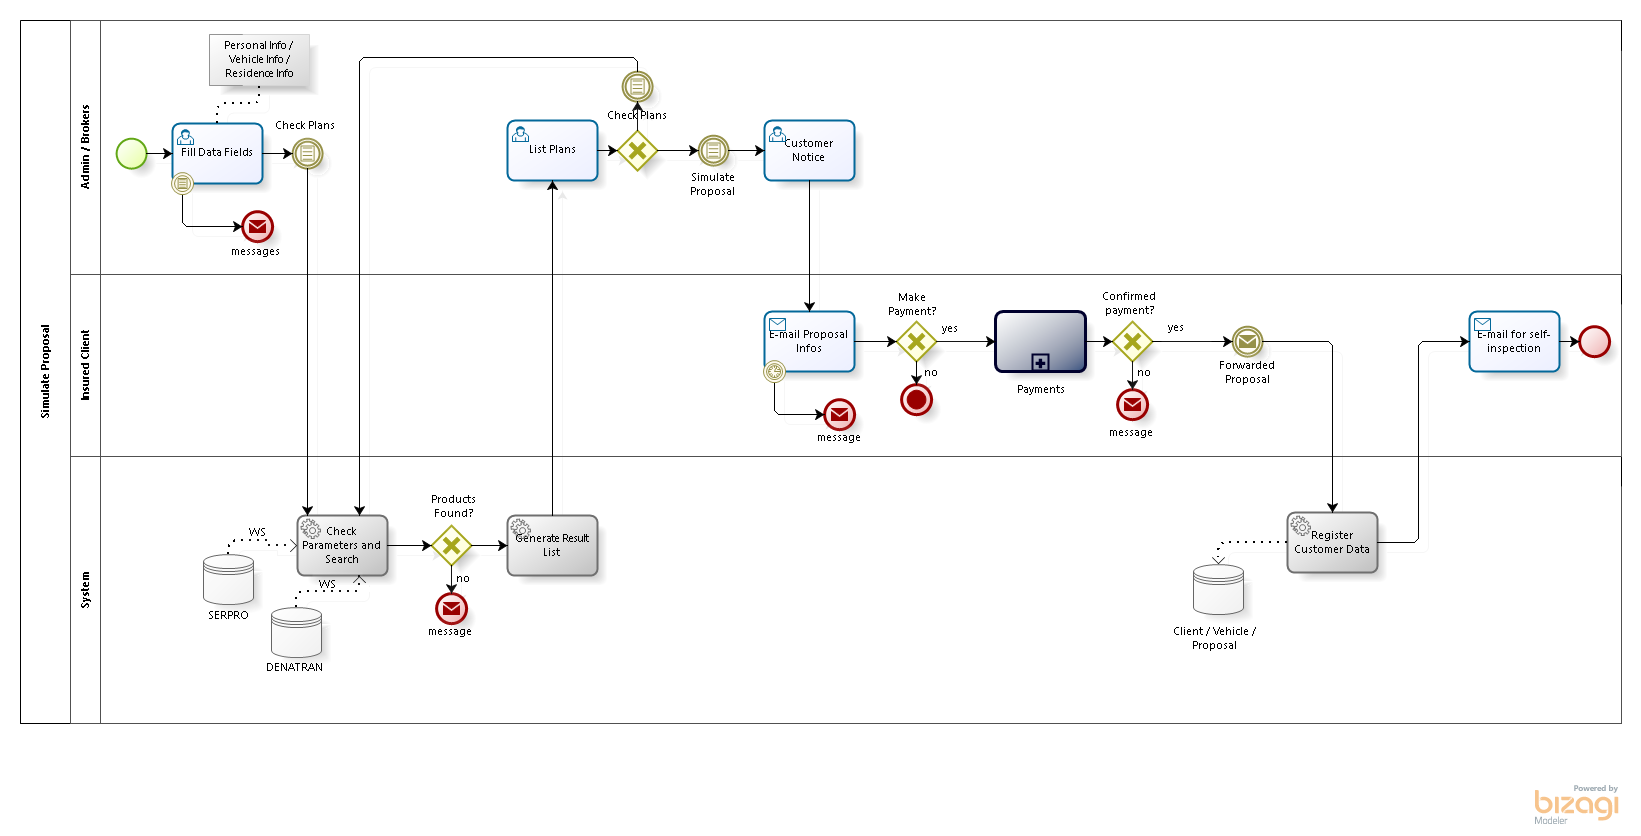 Simulate Proposal
Admin / Brokers
Personal Info /
Vehicle Info /
Residence Info
Fill Data Fields
Check Plans
messages
List Plans
Check Plans
Simulate
Proposal
Customer
Notice
Insured Client
E-mail Proposal
Infos
message
Make
Payment?
yes
no
Payments
Confirmed
payment?
yes
no
message
Forwarded
Proposal
E-mail for self-
inspection
System
WS
SERPRO
WS
DENATRAN
Check
Parameters and
Search
Products
Found?
no
message
Generate Result
List
Register
Customer Data
Client / Vehicle /
Proposal
Powered by
bizagi
Modeler